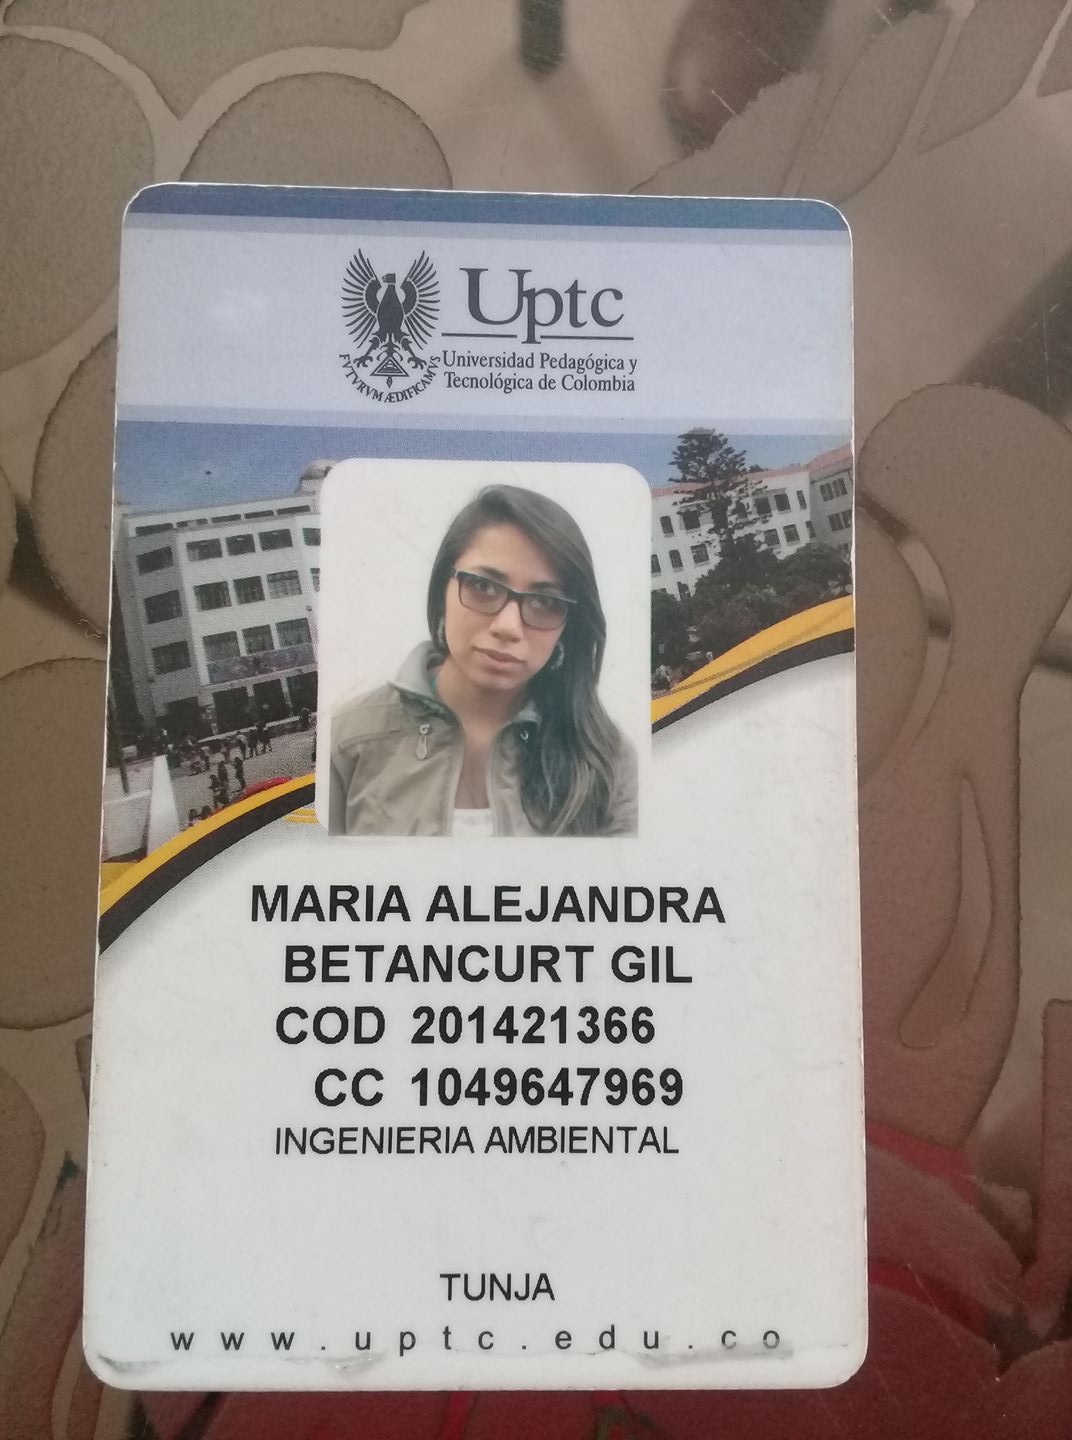 Uptc
Universidad Pedagógica y
Tecnológica de Colombia
FVTVRVM ÆDIFICAMVS
MARIA ALEJANDRA
BETANCURT GIL
COD 201421366
CC 1049647969
INGENIERIA AMBIENTAL
TUNJA
www.uptc.edu.co